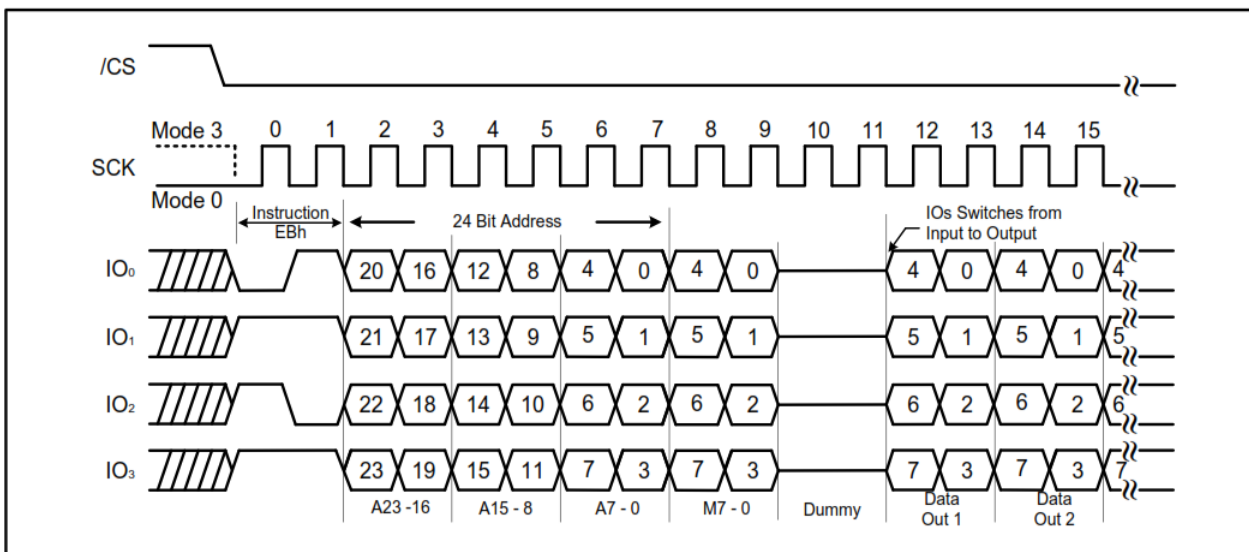 /CS
Mode 3 0 1 2 3 4 5 6 7 8 9 10 11 12 13 14 15
SCK
Mode 0
Instruction
EBh
24 Bit Address
IOs Switches from
Input to Output
IO₀ 20 16 12 8 4 0 4 0 4 0 4 0 4
IO₁ 21 17 13 9 5 1 5 1 5 1 5 1 5
IO₂ 22 18 14 10 6 2 6 2 6 2 6 2 6
IO₃ 23 19 15 11 7 3 7 3 7 3 7 3 7
A23 -16 A15 - 8 A7 - 0 M7 - 0 Dummy
Data
Out 1
Data
Out 2